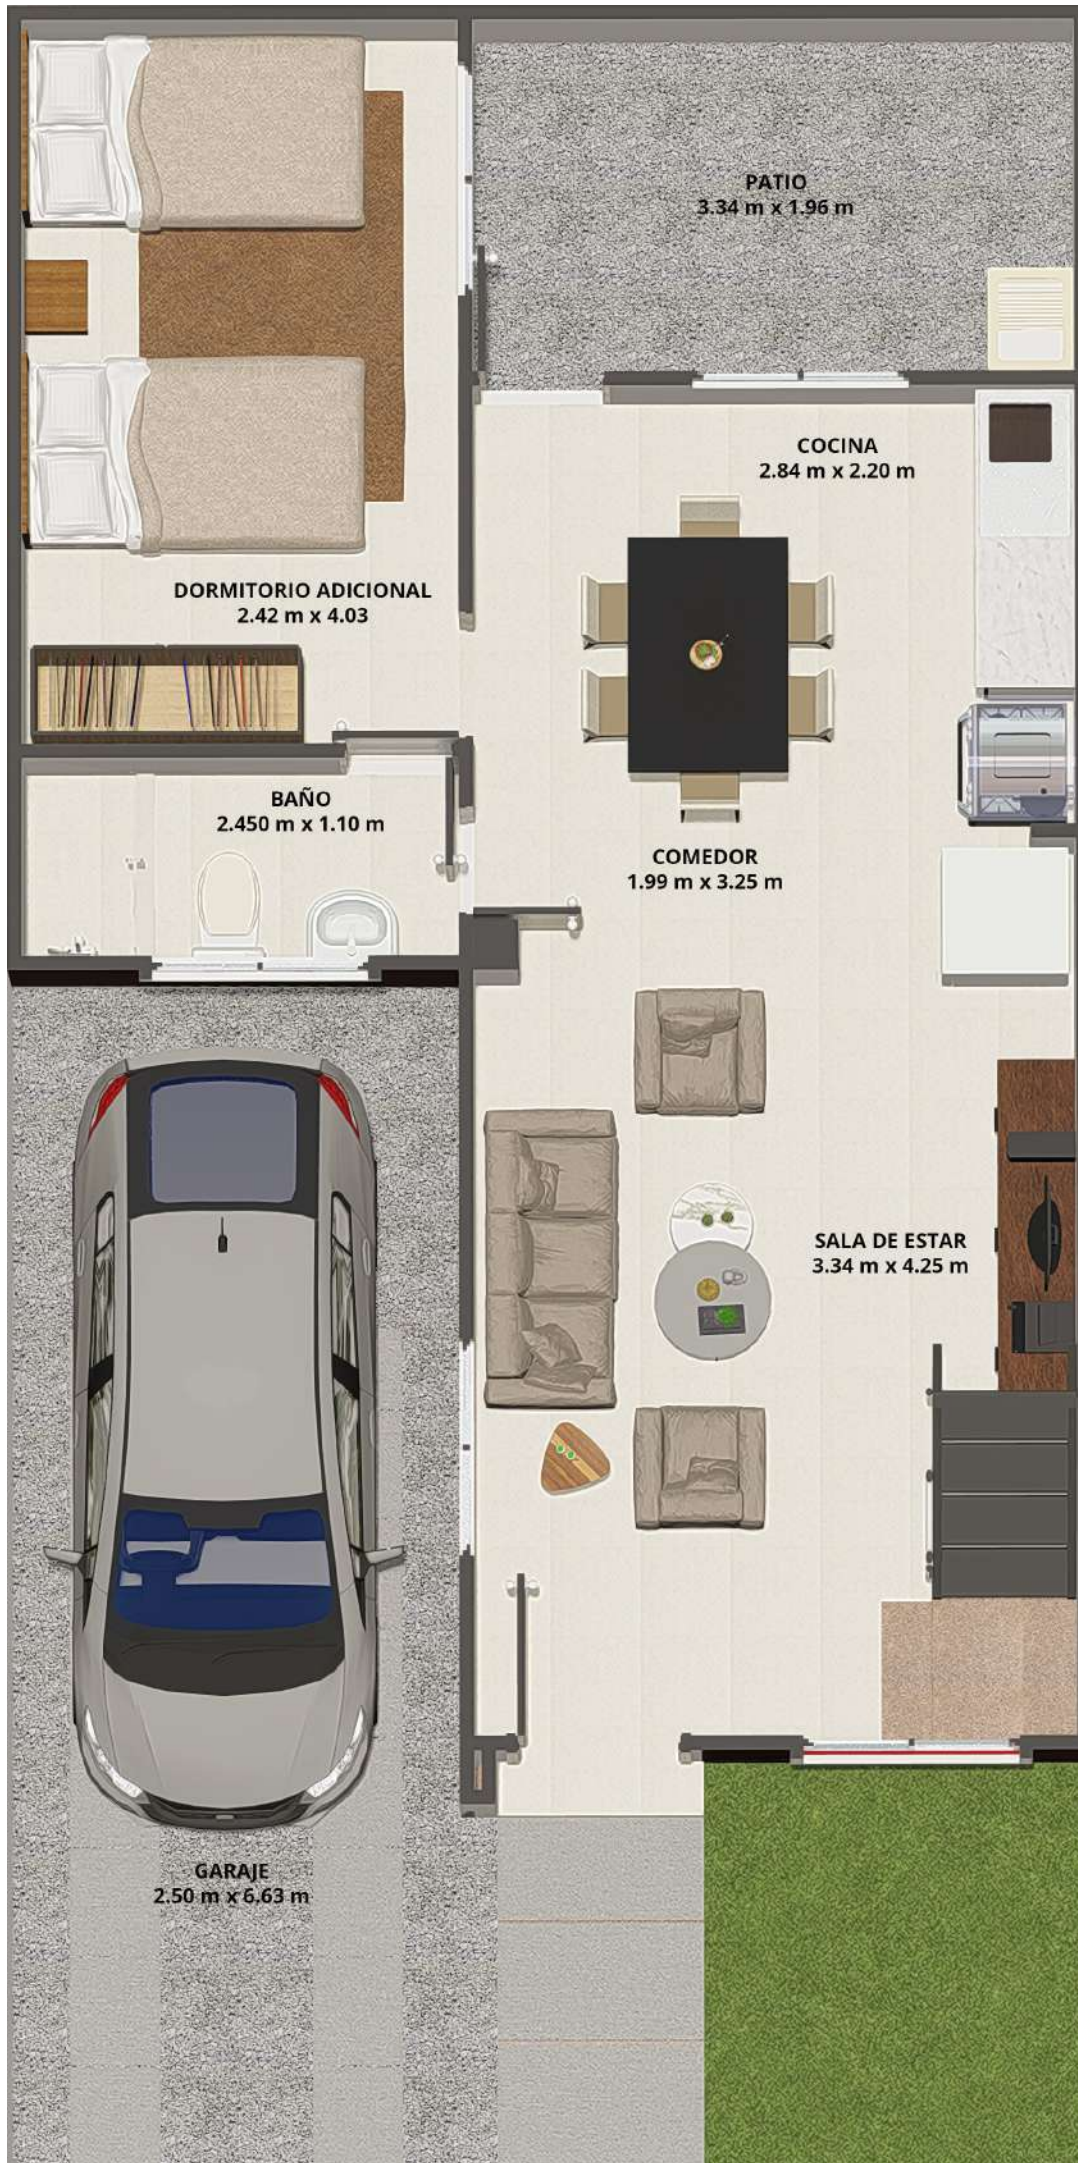 PATIO
3.34 m x 1.96 m
COCINA
2.84 m x 2.20 m
DORMITORIO ADICIONAL
2.42 m x 4.03
BAÑO
2.450 m x 1.10 m
COMEDOR
1.99 m x 3.25 m
SALA DE ESTAR
3.34 m x 4.25 m
GARAJE
2.50 m x 6.63 m